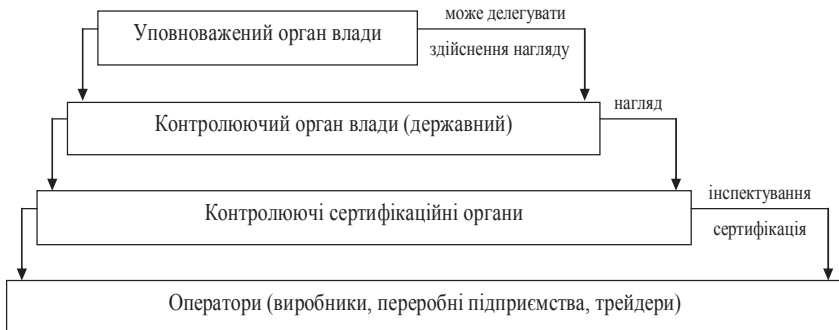 Уповноважений орган влади
може делегувати
здійснення нагляду
Контролюючий орган влади (державний)
нагляд
Контролюючі сертифікаційні органи
інспектування
сертифікація
Оператори (виробники, переробні підприємства, трейдери)